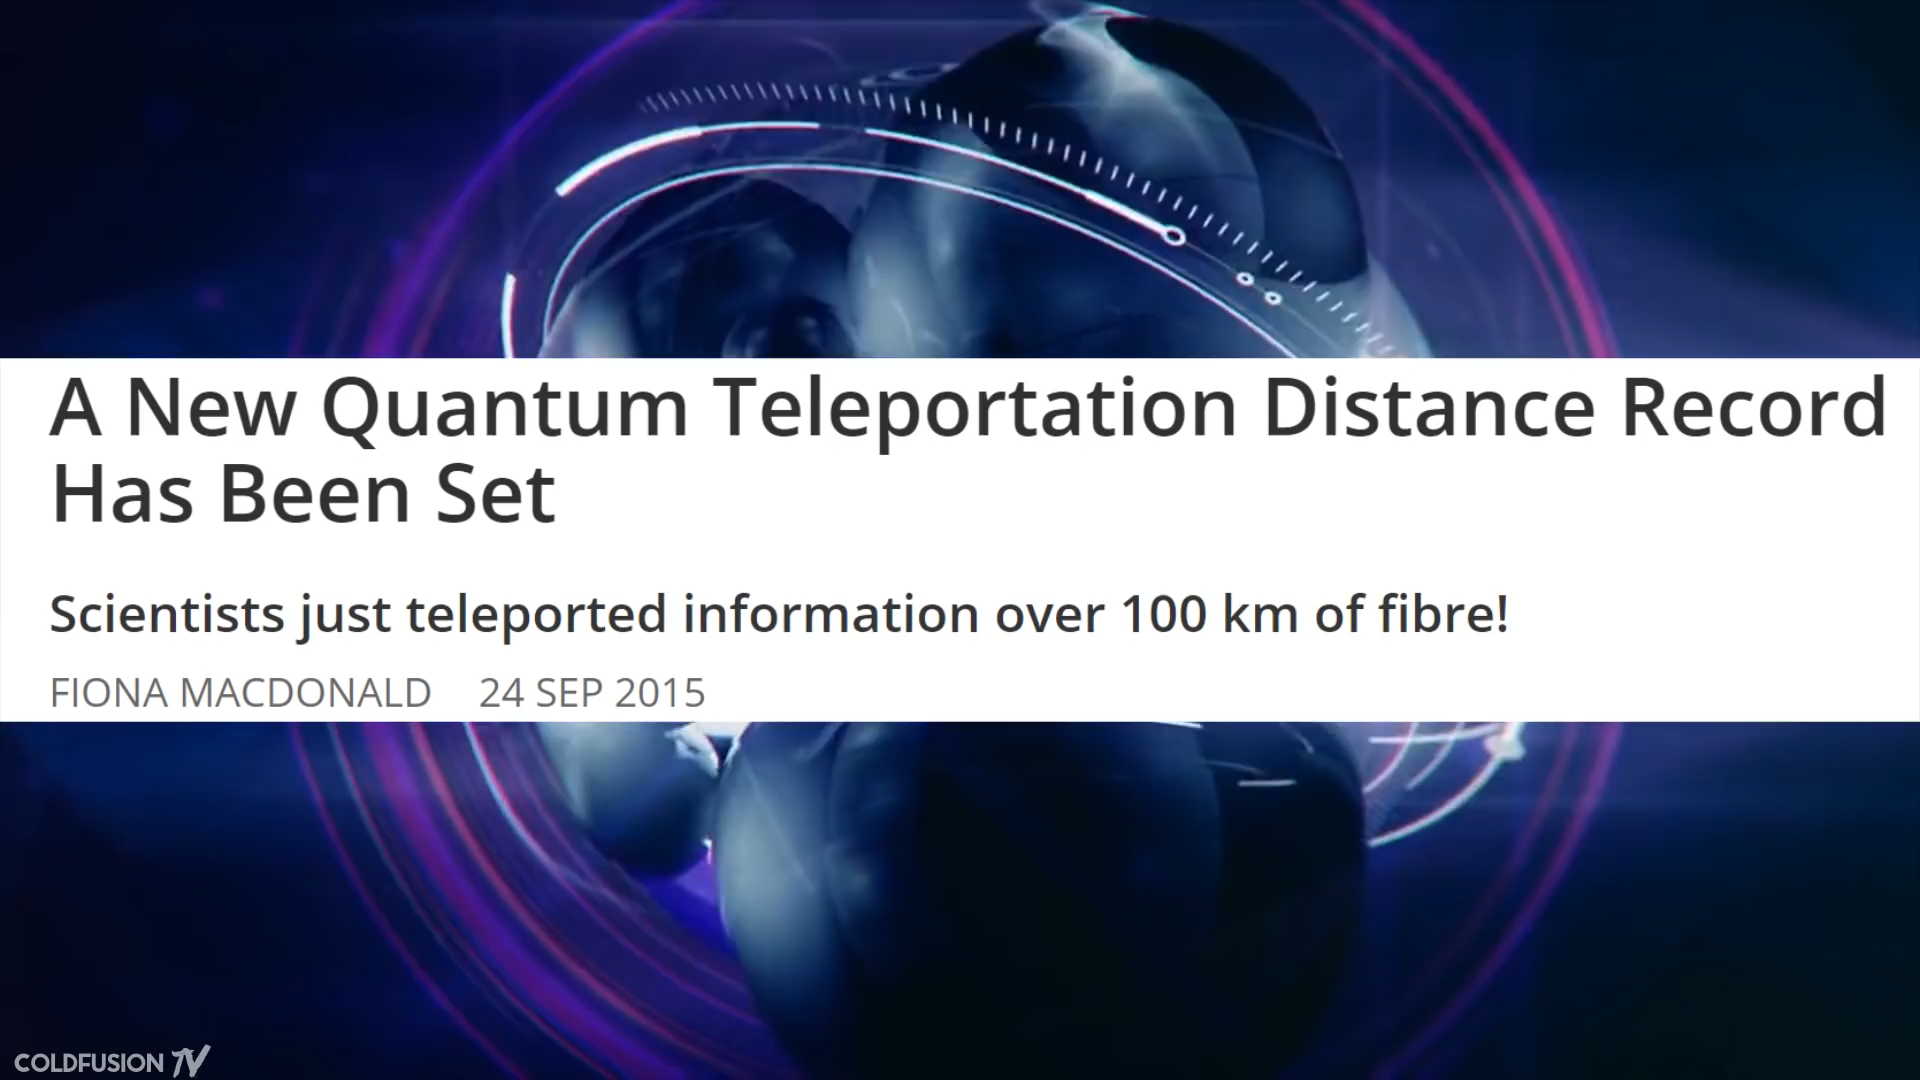 A New Quantum Teleportation Distance Record
Has Been Set
Scientists just teleported information over 100 km of fibre!
FIONA MACDONALD 24 SEP 2015
COLDFUSION TV